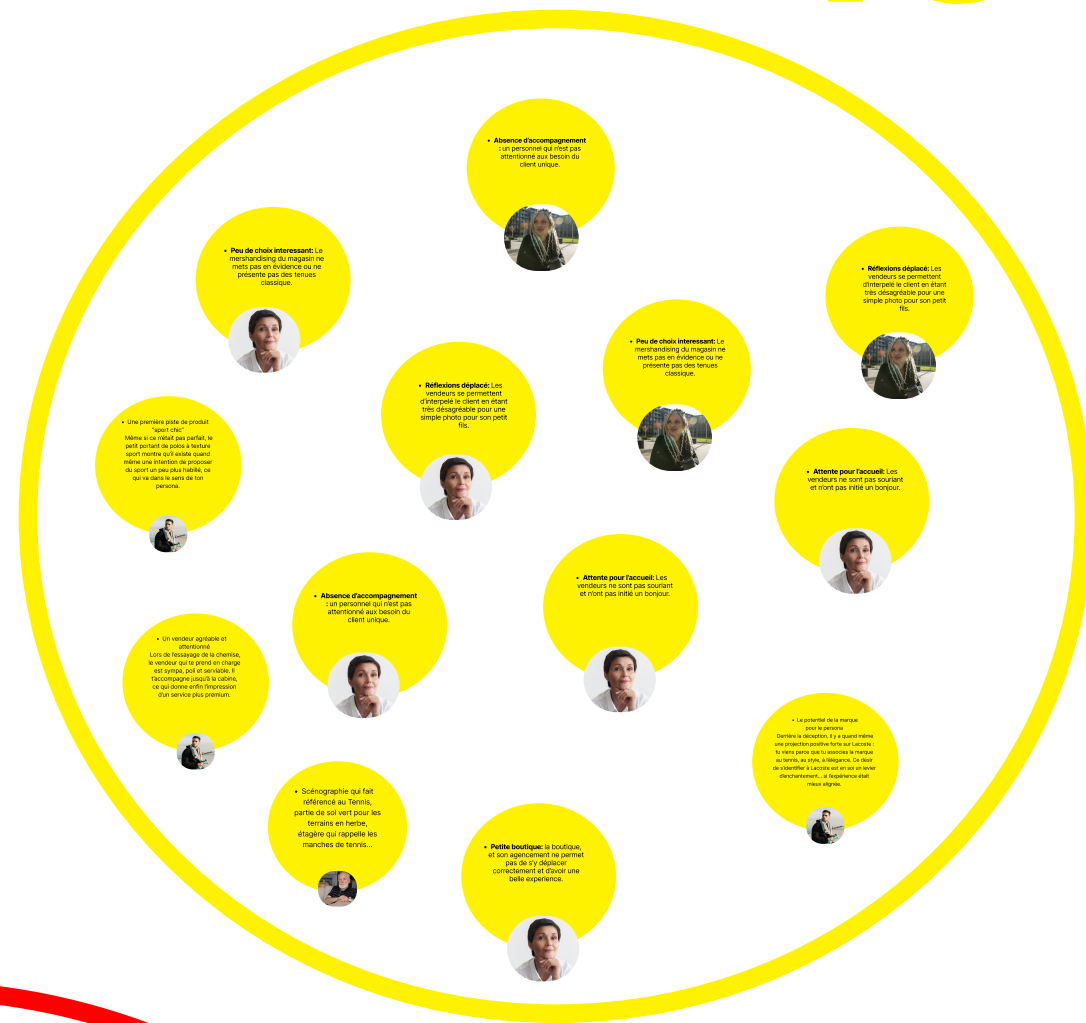 • Absence d'accompagnement
: un personnel qui n'est pas
attentionné aux besoin du
client unique.
• Peu de choix interessant: Le
mershandising du magasin ne
mets pas en évidence ou ne
présente pas des tenues
classique.
• Réflexions déplacé: Les
vendeurs se permettent
d'interpelé le client en étant
très désagréable pour une
simple photo pour son petit
fils.
• Peu de choix interessant: Le
mershandising du magasin ne
mets pas en évidence ou ne
présente pas des tenues
classique.
• Réflexions déplacé: Les
vendeurs se permettent
d'interpelé le client en étant
très désagréable pour une
simple photo pour son petit
fils.
• Une première piste de produit
"sport chic"
Même si ce n'était pas parfait, le
petit portant de polos à texture
sport montre qu'il existe quand
même une intention de proposer
du sport un peu plus habillé, ce
qui va dans le sens de ton
persona.
• Attente pour l'accueil: Les
vendeurs ne sont pas souriant
et n'ont pas initié un bonjour.
• Absence d'accompagnement
: un personnel qui n'est pas
attentionné aux besoin du
client unique.
• Attente pour l'accueil: Les
vendeurs ne sont pas souriant
et n'ont pas initié un bonjour.
• Un vendeur agréable et
attentionné
Lors de l'essayage de la chemise,
le vendeur qui te prend en charge
est sympa, poli et serviable. Il
t'accompagne jusqu'à la cabine,
ce qui donne enfin l'impression
d'un service plus premium.
• Le potentiel de la marque
pour le persona
Derrière la déception, il y a quand même
une projection positive forte sur Lacoste :
tu viens parce que tu associes la marque
au tennis, au style, à l'élégance. Ce désir
de s'identifier à Lacoste est en soi un levier
d'enchantement... si l'expérience était
mieux alignée.
• Scénographie qui fait
référencé au Tennis,
partie de sol vert pour les
terrains en herbe,
étagère qui rappelle les
manches de tennis...
• Petite boutique: la boutique,
et son agencement ne permet
pas de s'y déplacer
correctement et d'avoir une
belle experience.